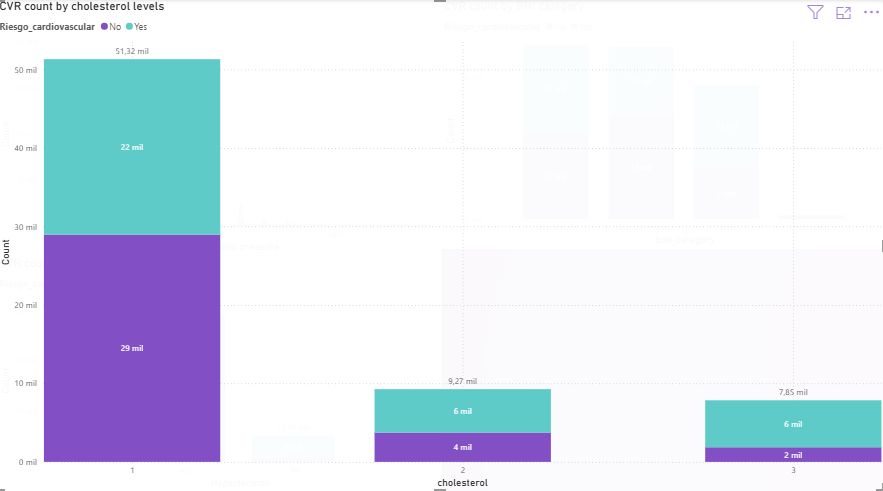 CVR count by cholesterol levels
Riesgo_cardiovascular No Yes
51,32 mil
50 mil
22 mil
40 mil
30 mil
Count
20 mil
29 mil
10 mil
9,27 mil
7,85 mil
6 mil
6 mil
4 mil
2 mil
0 mil
1
2
3
cholesterol